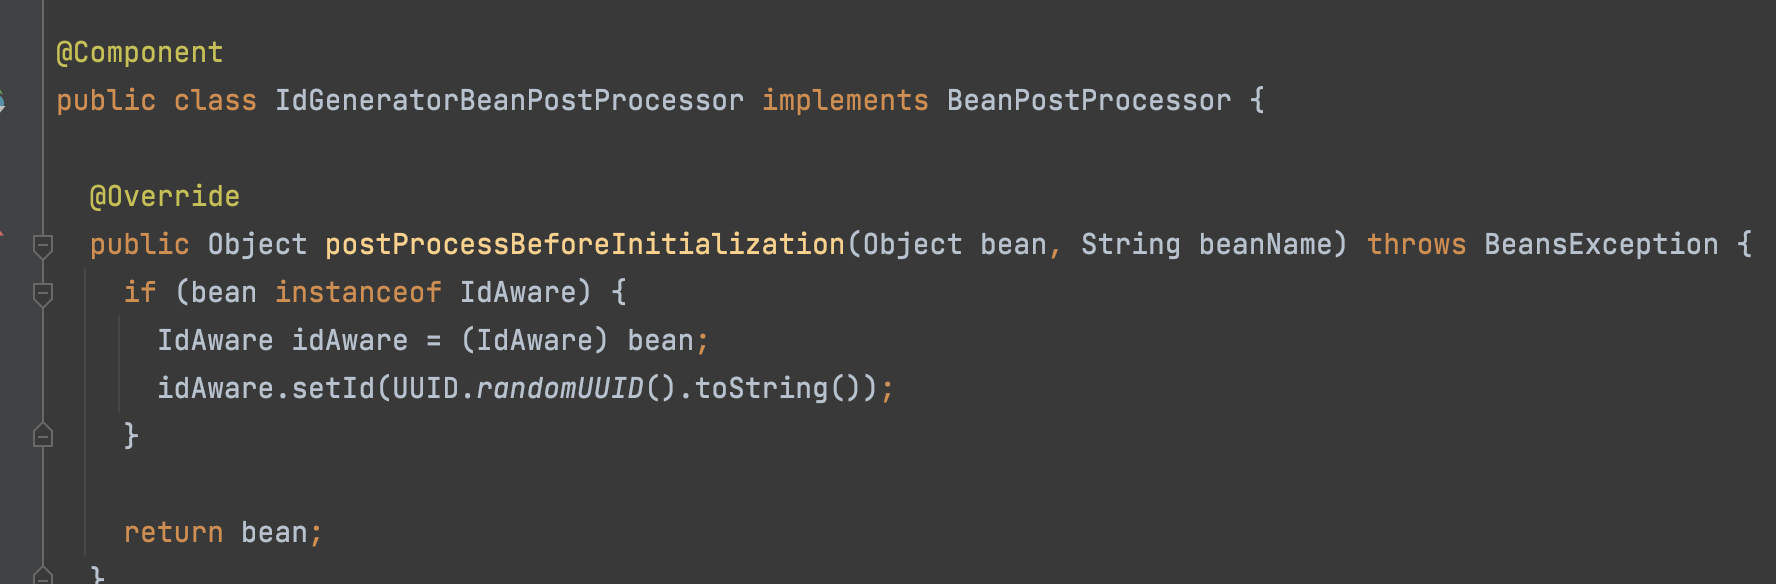 @Component
public class IdGeneratorBeanPostProcessor implements BeanPostProcessor {
@Override
public Object postProcessBeforeInitialization(Object bean, String beanName) throws BeansException {
if (bean instanceof IdAware) {
IdAware idAware = (IdAware) bean;
idAware.setId(UUID.randomUUID().toString());
}
return bean;
}